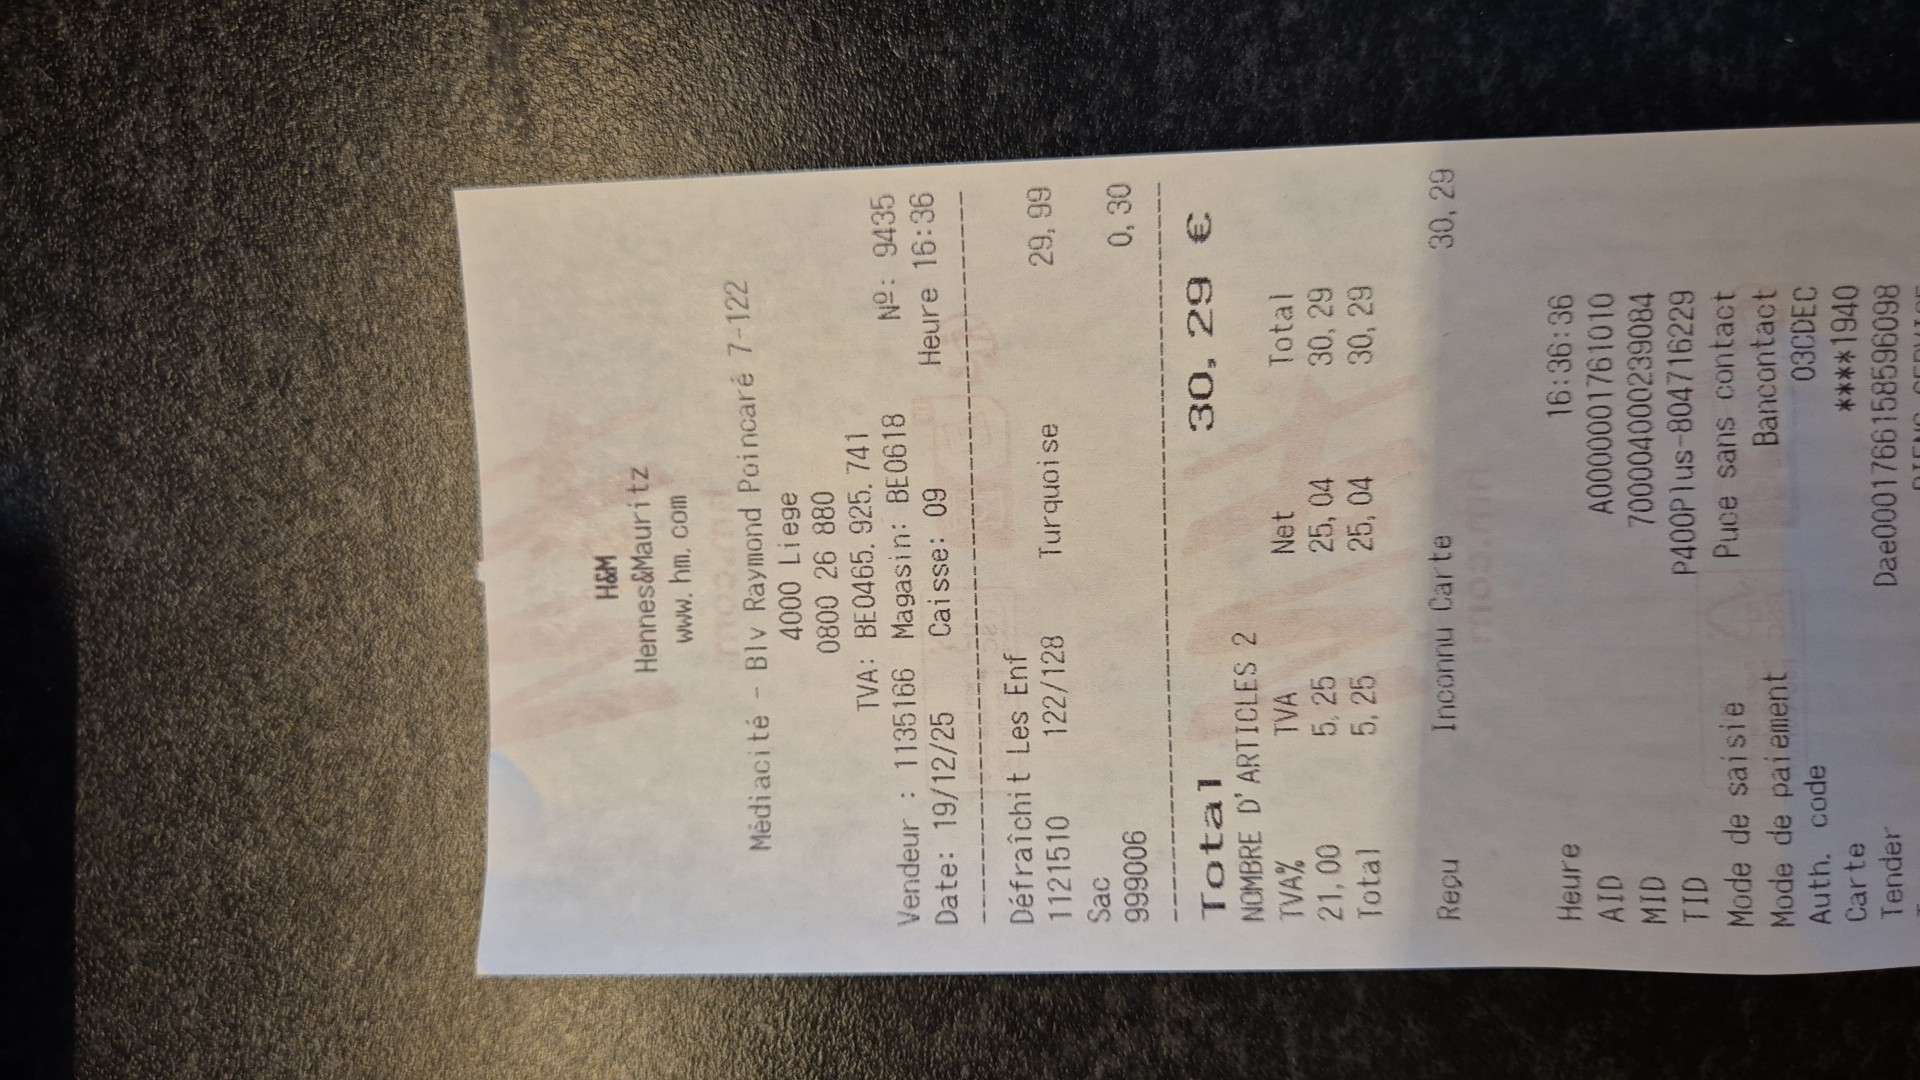 H&M
Hennes&Mauritz
www.hm.com
Médiacité - Blv Raymond Poincaré 7-122
4000 Liege
0800 26 880
TVA: BE0465.925.741
Vendeur : 1135166 Magasin: BE0618 Nº: 9435
Date: 19/12/25 Caisse: 09 Heure 16:36
Défraîchit Les Enf 29,99
1121510 122/128 Turquoise
Sac 0,30
999006
Total 30,29 €
NOMBRE D'ARTICLES 2
TVA% TVA Net Total
21,00 5,25 25,04 30,29
Total 5,25 25,04 30,29
Reçu Inconnu Carte 30,29
Heure 16:36:36
AID A0000001761010
MID 70000400023908​4
TID P400Plus-804716229
Mode de saisie Puce sans contact
Mode de paiement Bancontact
Auth. code 03CDEC
Carte ****1940
Tender Dae0001766158596098